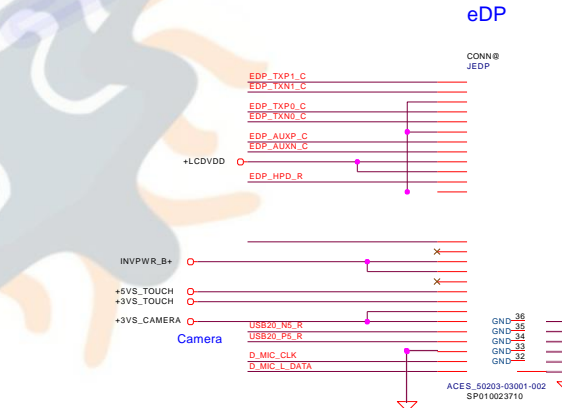 eDP
CONN@
JEDP
EDP_TXP1_C
EDP_TXN1_C
EDP_TXP0_C
EDP_TXN0_C
EDP_AUXP_C
EDP_AUXN_C
+LCDVDD
EDP_HPD_R
INVPWR_B+
+5VS_TOUCH
+3VS_TOUCH
+3VS_CAMERA
USB20_N5_R
Camera
USB20_P5_R
D_MIC_CLK
D_MIC_L_DATA
GND 36
GND 35
GND 34
GND 33
GND 32
ACES_50203-03001-002
SP010023710